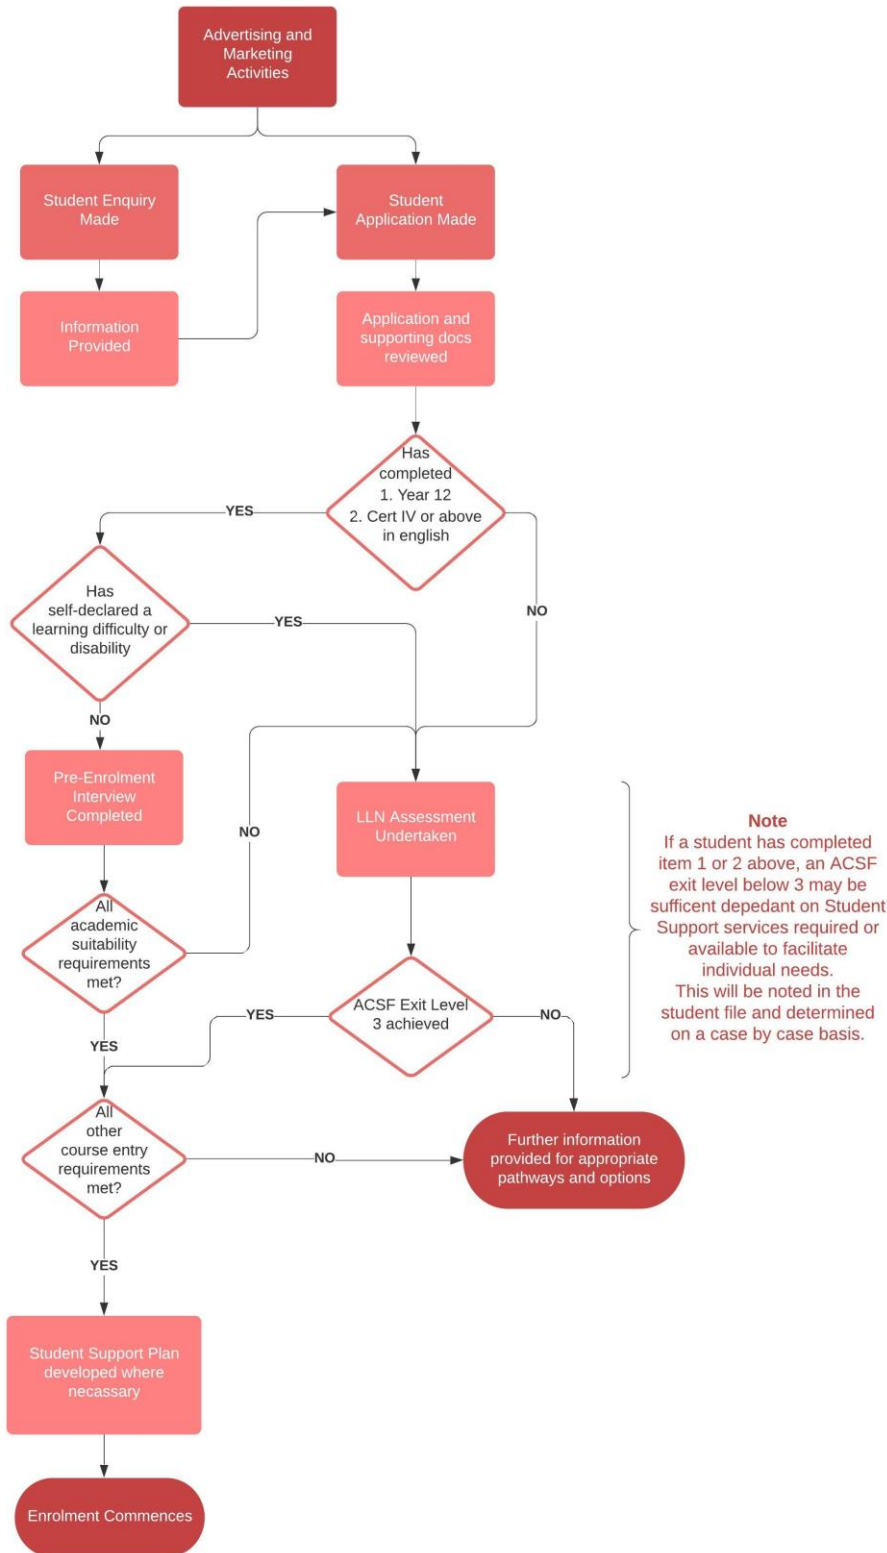 Advertising and
Marketing
Activities
Student Enquiry
Made
Student
Application Made
Information
Provided
Application and
supporting docs
reviewed
Has
completed
1. Year 12
2. Cert IV or above
in english
YES
NO
Has
self-declared a
learning difficulty or
disability
YES
NO
Pre-Enrolment
Interview
Completed
NO
LLN Assessment
Undertaken
All
academic
suitability
requirements
met?
YES
ACSF Exit Level
3 achieved
YES
NO
Note
If a student has completed
item 1 or 2 above, an ACSF
exit level below 3 may be
sufficent depedant on Student
Support services required or
available to facilitate
individual needs.
This will be noted in the
student file and determined
on a case by case basis.
All
other
course entry
requirements
met?
NO
Further information
provided for appropriate
pathways and options
YES
Student Support Plan
developed where
necassary
Enrolment Commences